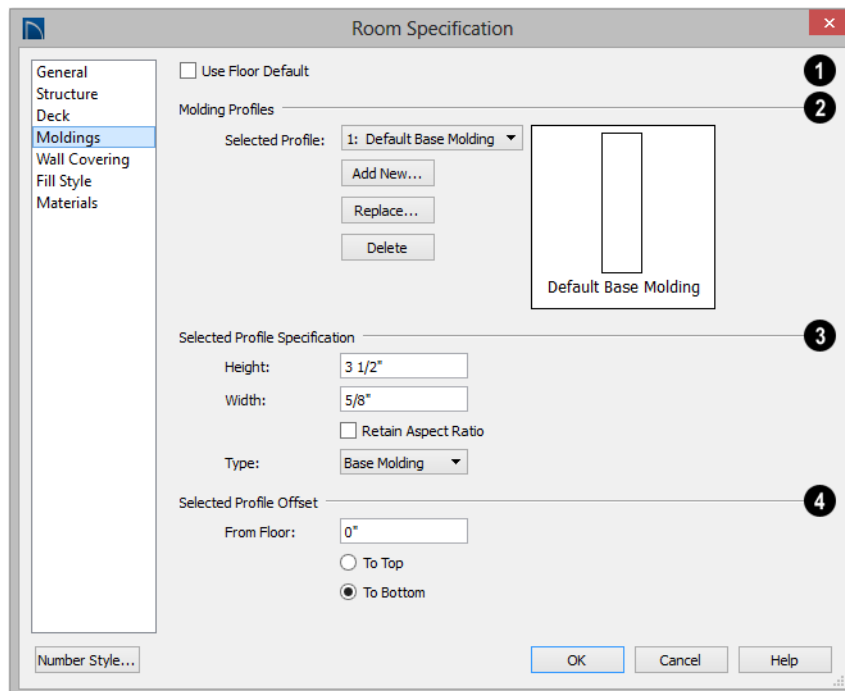 Room Specification
General
Structure
Deck
Moldings
Wall Covering
Fill Style
Materials
Use Floor Default
1
Molding Profiles
2
Selected Profile:
1: Default Base Molding
Add New...
Replace...
Delete
Default Base Molding
Selected Profile Specification
3
Height:
3 1/2"
Width:
5/8"
Retain Aspect Ratio
Type:
Base Molding
Selected Profile Offset
4
From Floor:
0"
To Top
To Bottom
Number Style...
OK
Cancel
Help